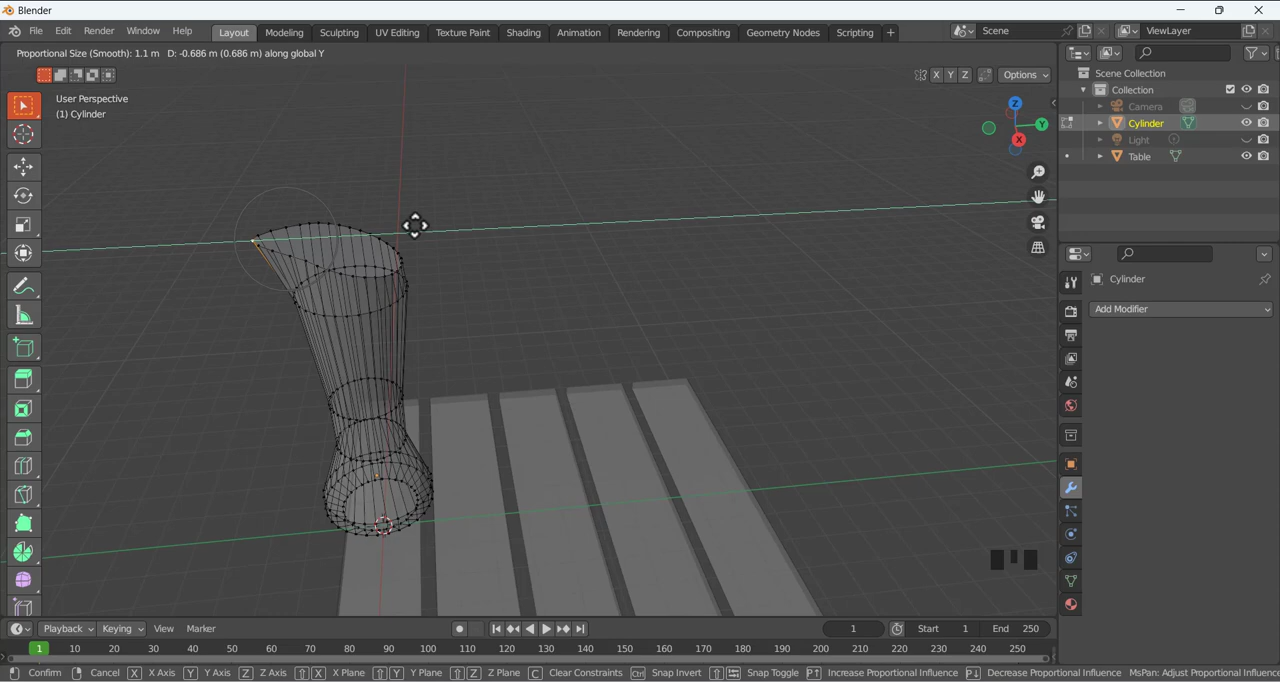 Blender
File Edit Render Window Help Layout Modeling Sculpting UV Editing Texture Paint Shading Animation Rendering Compositing Geometry Nodes Scripting + Scene ViewLayer
Proportional Size (Smooth): 1.1 m D: -0.686 m (0.686 m) along global Y
X Y Z Options
User Perspective
(1) Cylinder
Z
Y
X
Scene Collection
Collection
Camera
Cylinder
Light
Table
Cylinder
Add Modifier
Playback Keying View Marker 1 Start 1 End 250
1 10 20 30 40 50 60 70 80 90 100 110 120 130 140 150 160 170 180 190 200 210 220 230 240 250
Confirm Cancel X X Axis Y Y Axis Z Z Axis X X Plane Y Y Plane Z Z Plane C Clear Constraints Ctrl Snap Invert Snap Toggle P Increase Proportional Influence P Decrease Proportional Influence MsPan: Adjust Proportional Influence